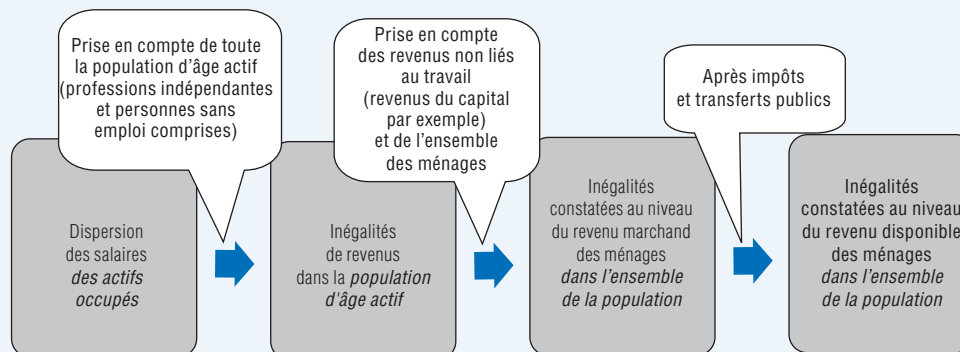 Prise en compte de toute
la population d’âge actif
(professions indépendantes
et personnes sans
emploi comprises)
Prise en compte
des revenus non liés
au travail
(revenus du capital
par exemple)
et de l’ensemble
des ménages
Après impôts
et transferts publics
Dispersion
des salaires
des actifs
occupés
Inégalités
de revenus
dans la population
d'âge actif
Inégalités
constatées au niveau
du revenu marchand
des ménages
dans l’ensemble
de la population
Inégalités
constatées au niveau
du revenu disponible
des ménages
dans l’ensemble
de la population